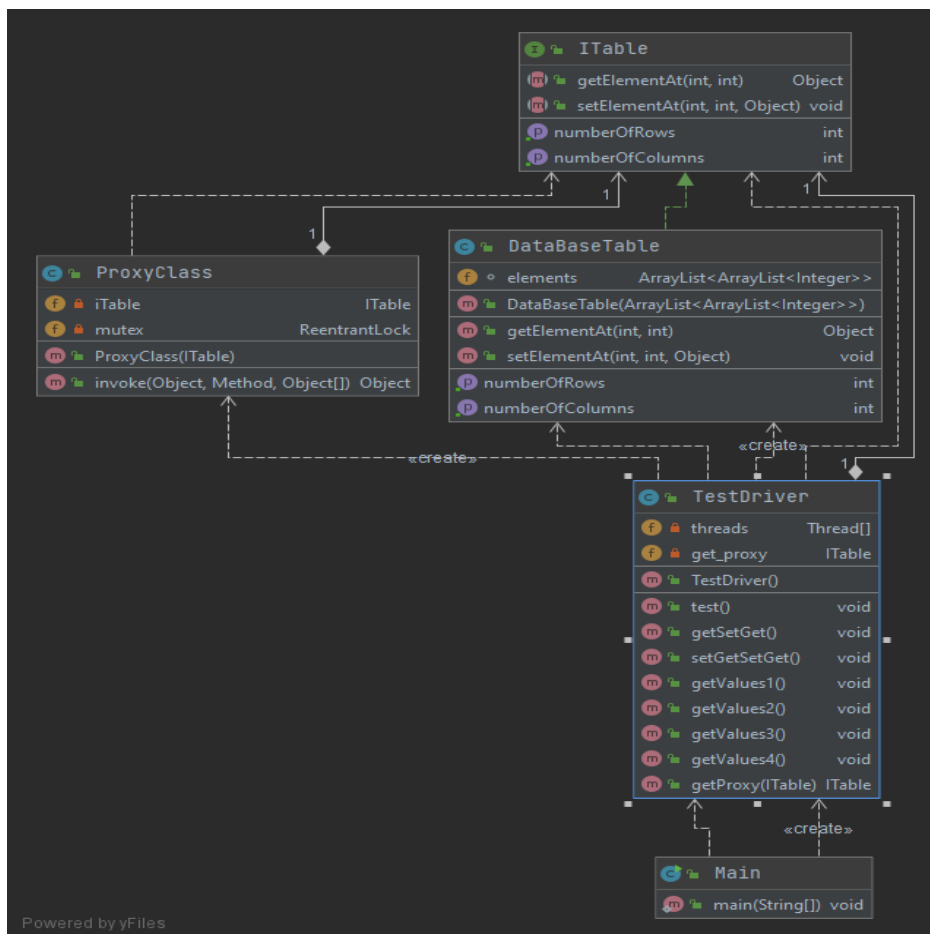 ITable
getElementAt(int, int) Object
setElementAt(int, int, Object) void
numberOfRows int
numberOfColumns int
1
1
1
ProxyClass
iTable ITable
mutex ReentrantLock
ProxyClass(ITable)
invoke(Object, Method, Object[]) Object
DataBaseTable
elements ArrayList<ArrayList<Integer>>
DataBaseTable(ArrayList<ArrayList<Integer>>)
getElementAt(int, int) Object
setElementAt(int, int, Object) void
numberOfRows int
numberOfColumns int
«create»
«create»
1
TestDriver
threads Thread[]
get_proxy ITable
TestDriver()
test() void
getSetGet() void
setGetSetGet() void
getValues1() void
getValues2() void
getValues3() void
getValues4() void
getProxy(ITable) ITable
«create»
Main
main(String[]) void
Powered by yFiles